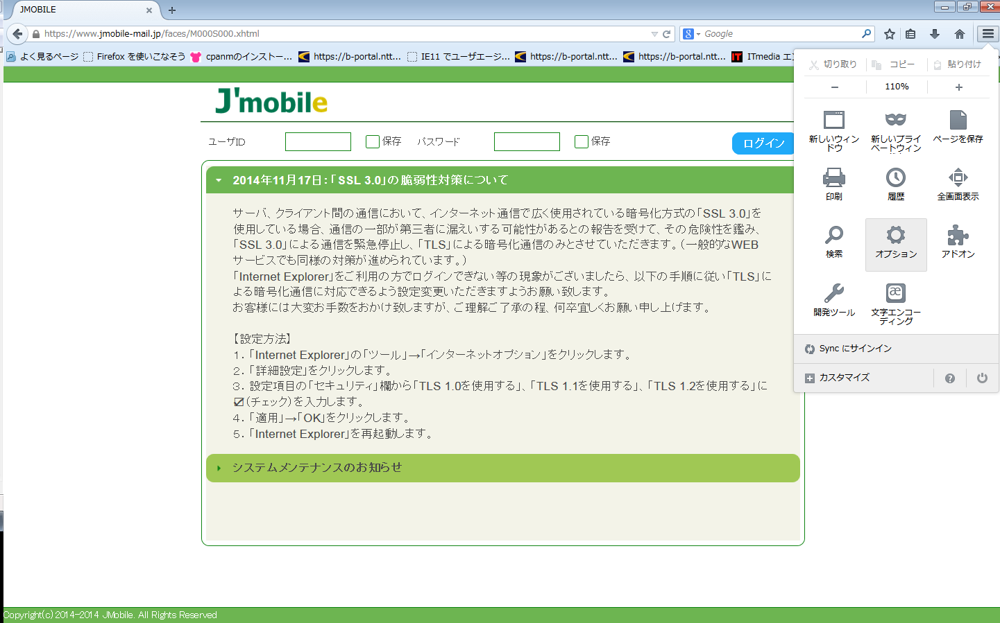 JMOBILE
https://www.jmobile-mail.jp/faces/M000S000.xhtml
Google
よく見るページ Firefox を使いこなそう cpanmのインストー... https://b-portal.ntt... IE11 でユーザエージ... https://b-portal.ntt... https://b-portal.ntt... ITmedia エ
切り取り コピー 貼り付け
− 110% +
新しいウィンドウ
新しいプライベートウィン
ページを保存
印刷 履歴 全画面表示
検索 オプション アドオン
開発ツール
文字エンコーディング
Sync にサインイン
カスタマイズ
J'mobile
ユーザID 保存 パスワード 保存 ログイン
2014年11月17日：「SSL 3.0」の脆弱性対策について
サーバ、クライアント間の通信において、インターネット通信で広く使用されている暗号化方式の「SSL 3.0」を
使用している場合、通信の一部が第三者に漏えいする可能性があるとの報告を受けて、その危険性を鑑み、
「SSL 3.0」による通信を緊急停止し、「TLS」による暗号化通信のみとさせていただきます。（一般的なWEB
サービスでも同様の対策が進められています。）
「Internet Explorer」をご利用の方でログインできない等の現象がございましたら、以下の手順に従い「TLS」に
よる暗号化通信に対応できるよう設定変更いただきますようお願い致します。
お客様には大変お手数をおかけ致しますが、ご理解ご了承の程、何卒宜しくお願い申し上げます。
【設定方法】
１．「Internet Explorer」の「ツール」→「インターネットオプション」をクリックします。
２．「詳細設定」をクリックします。
３．設定項目の「セキュリティ」欄から「TLS 1.0を使用する」、「TLS 1.1を使用する」、「TLS 1.2を使用する」に
☑（チェック）を入力します。
４．「適用」→「OK」をクリックします。
５．「Internet Explorer」を再起動します。
システムメンテナンスのお知らせ
Copyright(c) 2014-2014 JMobile. All Rights Reserved